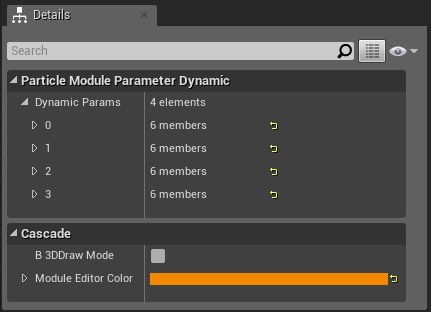 Details
Search
Particle Module Parameter Dynamic
Dynamic Params 4 elements
0 6 members
1 6 members
2 6 members
3 6 members
Cascade
B 3DDraw Mode
Module Editor Color